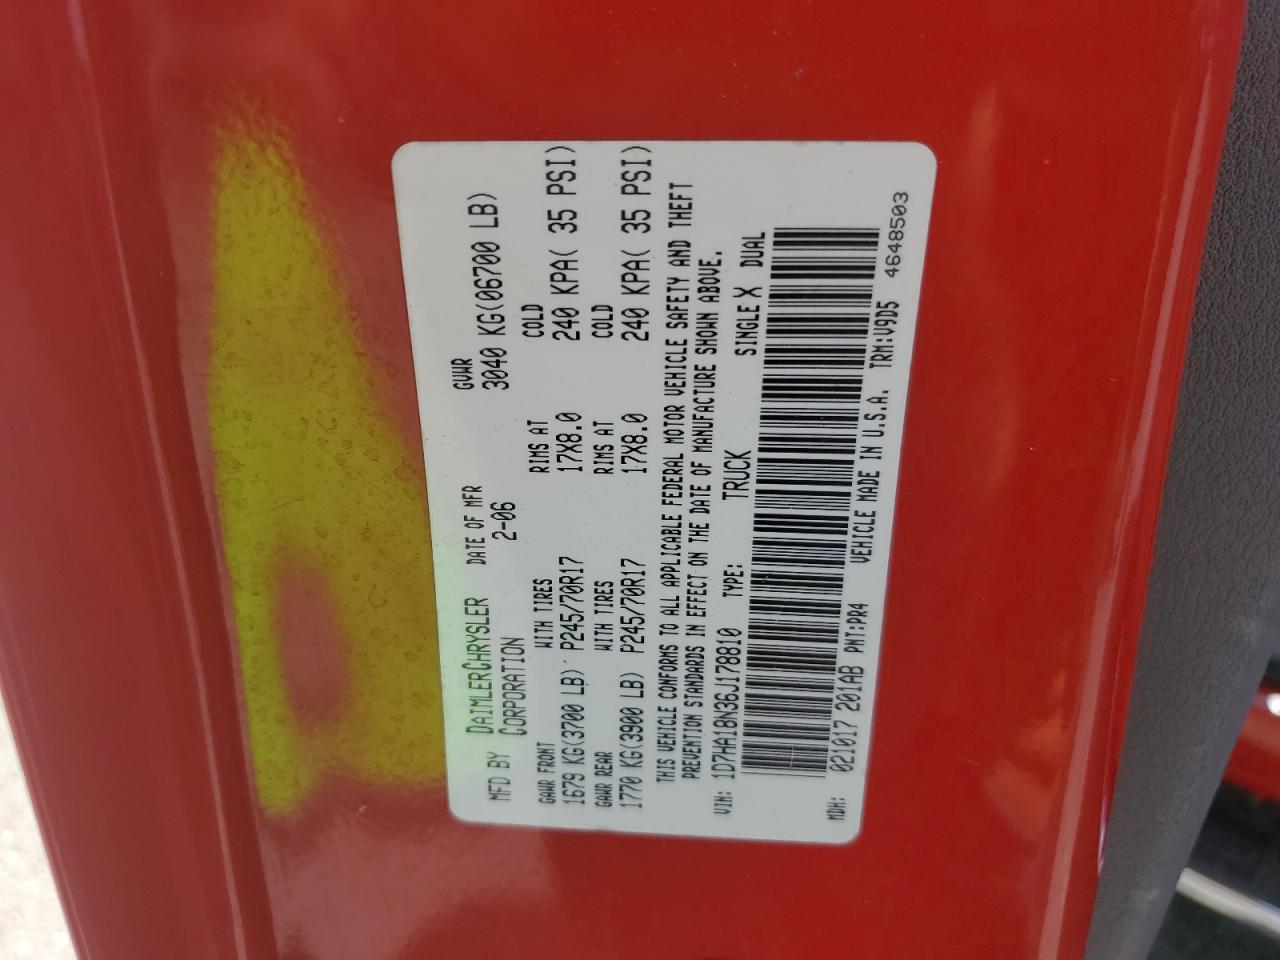 MFD BY DAIMLERCHRYSLER CORPORATION DATE OF MFR 2-06 GVWR 3040 KG(06700 LB)
GAWR FRONT WITH TIRES RIMS AT COLD
1679 KG(3700 LB) P245/70R17 17X8.0 240 KPA( 35 PSI)
GAWR REAR WITH TIRES RIMS AT COLD
1770 KG(3900 LB) P245/70R17 17X8.0 240 KPA( 35 PSI)
THIS VEHICLE CONFORMS TO ALL APPLICABLE FEDERAL MOTOR VEHICLE SAFETY AND THEFT
PREVENTION STANDARDS IN EFFECT ON THE DATE OF MANUFACTURE SHOWN ABOVE.
VIN: 1D7HA18N36J178810 TYPE: TRUCK SINGLE X DUAL
MDH: 021017 201AB PNT:PR4 VEHICLE MADE IN U.S.A. TRM:V9D5 4648503